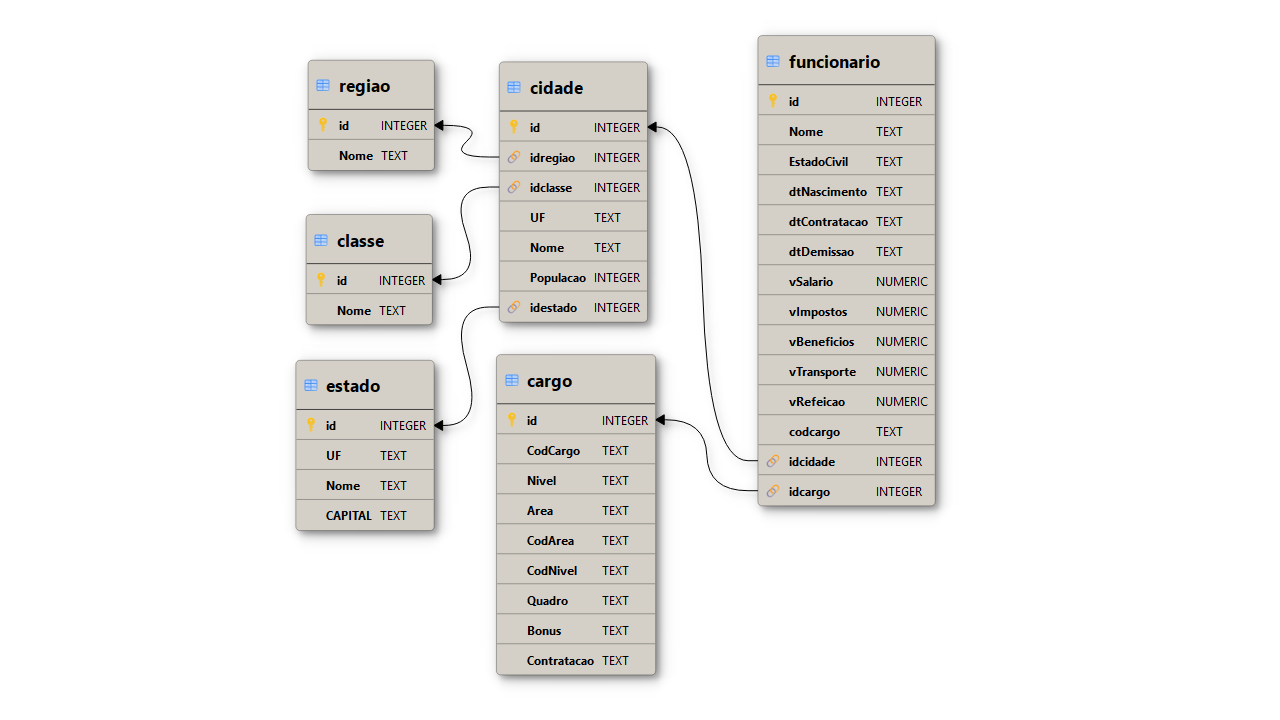 regiao
id INTEGER
Nome TEXT
classe
id INTEGER
Nome TEXT
estado
id INTEGER
UF TEXT
Nome TEXT
CAPITAL TEXT
cidade
id INTEGER
idregiao INTEGER
idclasse INTEGER
UF TEXT
Nome TEXT
Populacao INTEGER
idestado INTEGER
cargo
id INTEGER
CodCargo TEXT
Nivel TEXT
Area TEXT
CodArea TEXT
CodNivel TEXT
Quadro TEXT
Bonus TEXT
Contratacao TEXT
funcionario
id INTEGER
Nome TEXT
EstadoCivil TEXT
dtNascimento TEXT
dtContratacao TEXT
dtDemissao TEXT
vSalario NUMERIC
vImpostos NUMERIC
vBeneficios NUMERIC
vTransporte NUMERIC
vRefeicao NUMERIC
codcargo TEXT
idcidade INTEGER
idcargo INTEGER